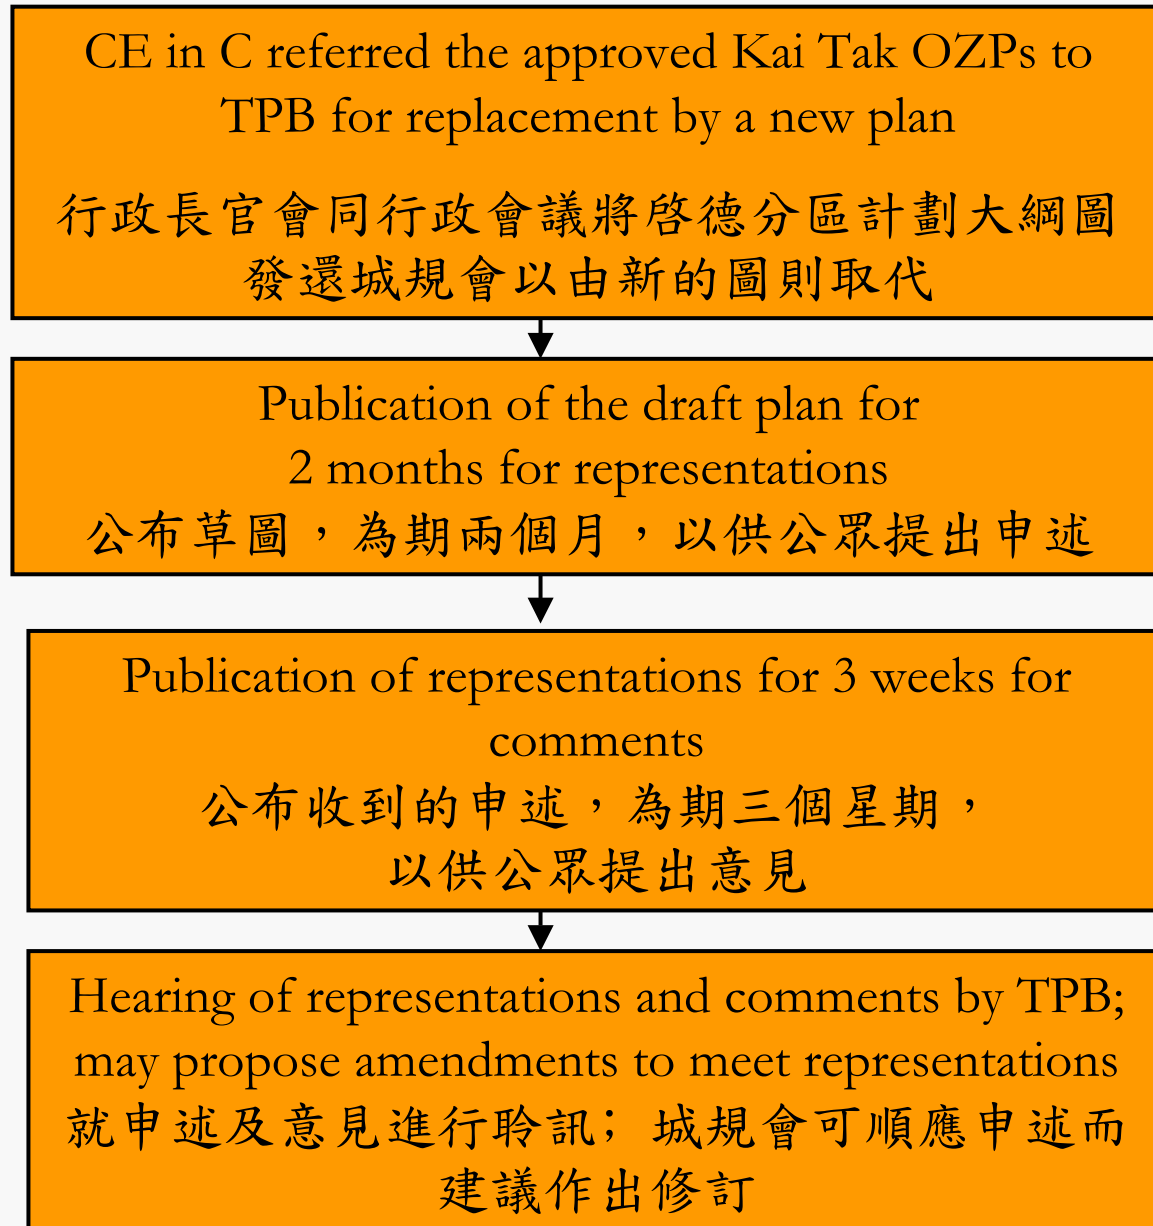 CE in C referred the approved Kai Tak OZPs to
TPB for replacement by a new plan
行政長官會同行政會議將啓德分區計劃大綱圖
發還城規會以由新的圖則取代
Publication of the draft plan for
2 months for representations
公布草圖，為期兩個月，以供公眾提出申述
Publication of representations for 3 weeks for
comments
公布收到的申述，為期三個星期，
以供公眾提出意見
Hearing of representations and comments by TPB;
may propose amendments to meet representations
就申述及意見進行聆訊；城規會可順應申述而
建議作出修訂